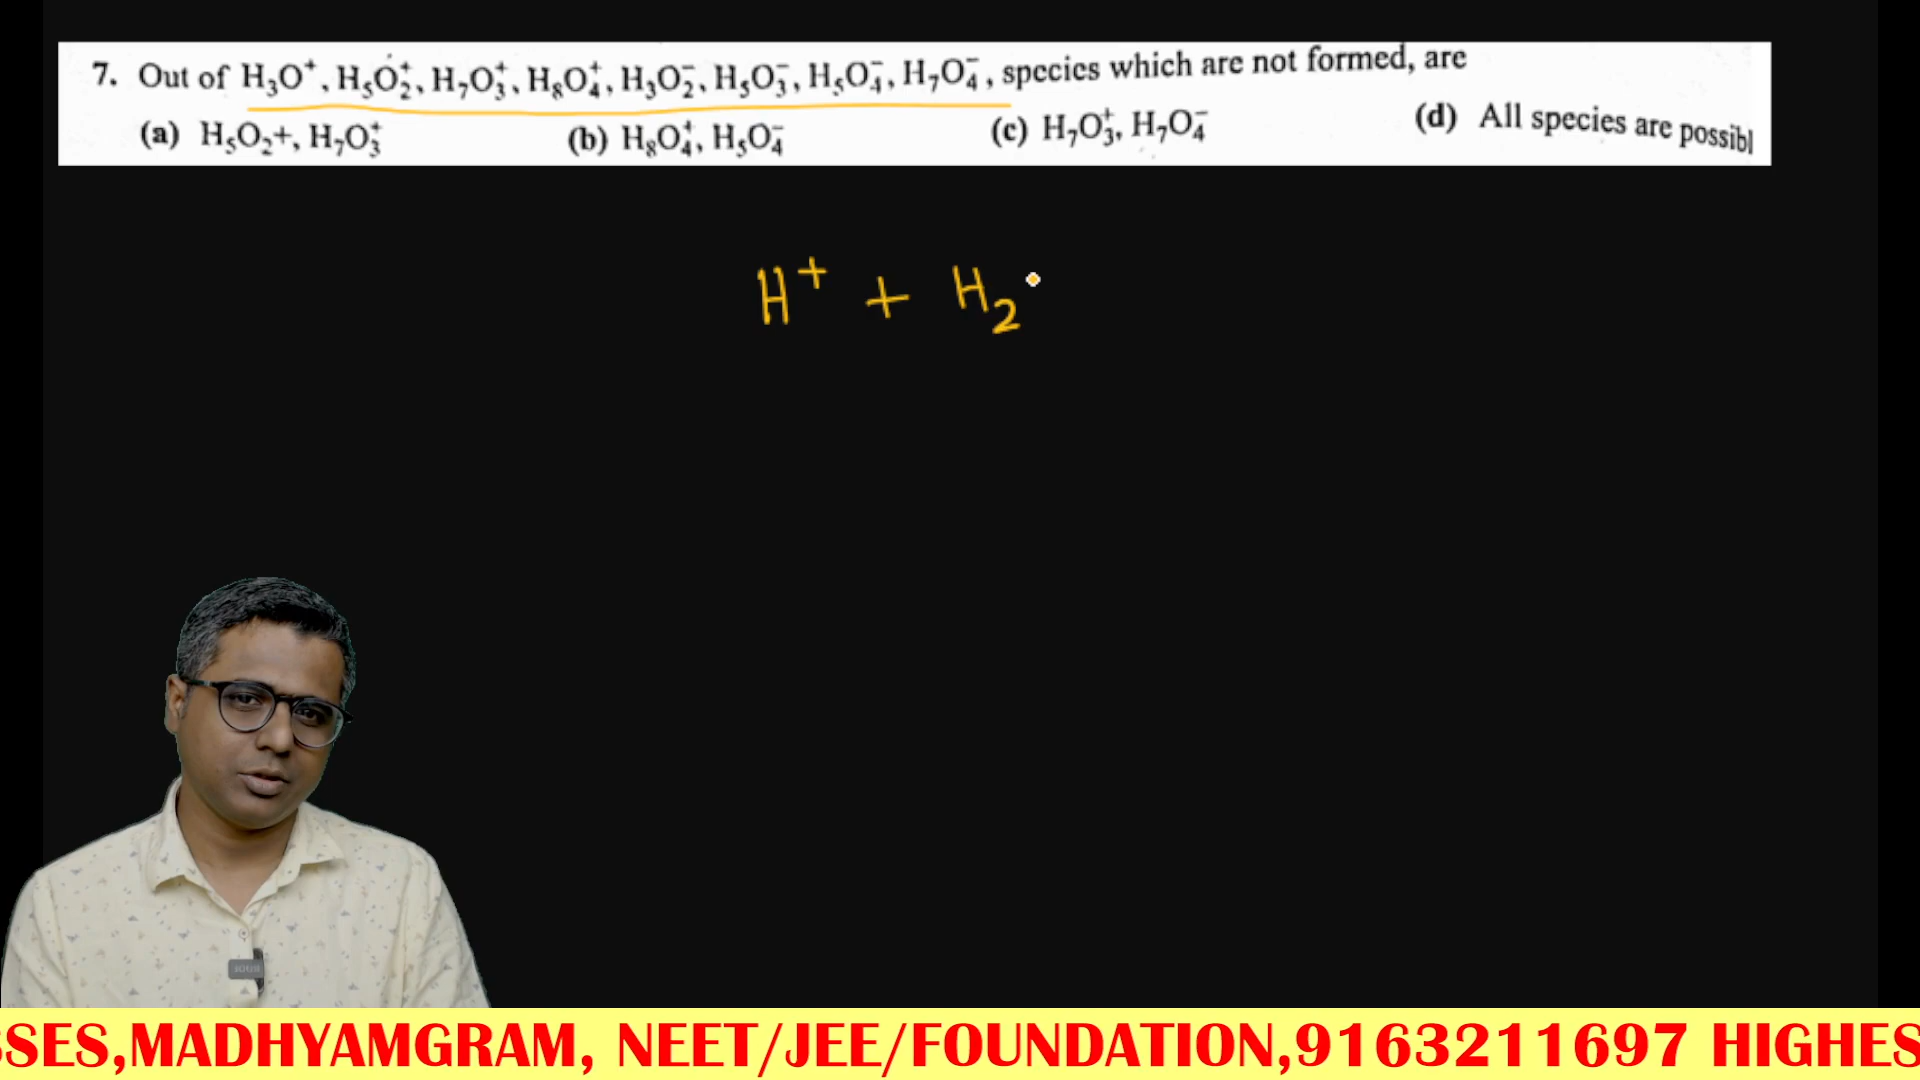 7. Out of H₃O⁺, H₅O₂⁺, H₇O₃⁺, H₈O₄⁺, H₃O₂⁻, H₅O₃⁻, H₅O₄⁻, H₇O₄⁻, species which are not formed, are
(a) H₅O₂+, H₇O₃⁺ (b) H₈O₄⁺, H₅O₄⁻ (c) H₇O₃⁺, H₇O₄⁻ (d) All species are possibl
H⁺ + H₂
SSES,MADHYAMGRAM, NEET/JEE/FOUNDATION,9163211697 HIGHES